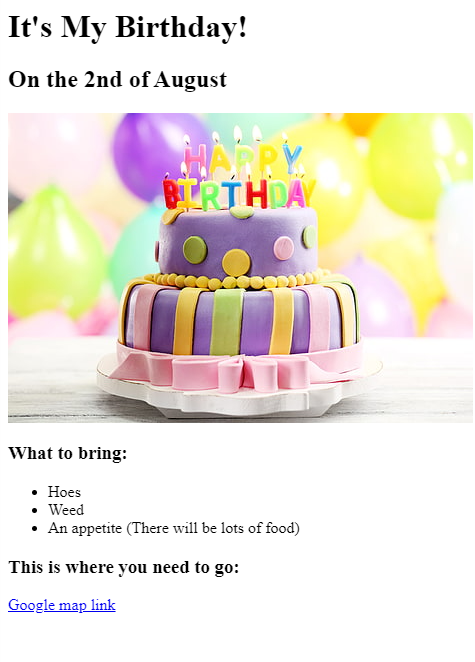 It's My Birthday!
On the 2nd of August
HAPPY
BIRTHDAY
What to bring:
Hoes
Weed
An appetite (There will be lots of food)
This is where you need to go:
Google map link